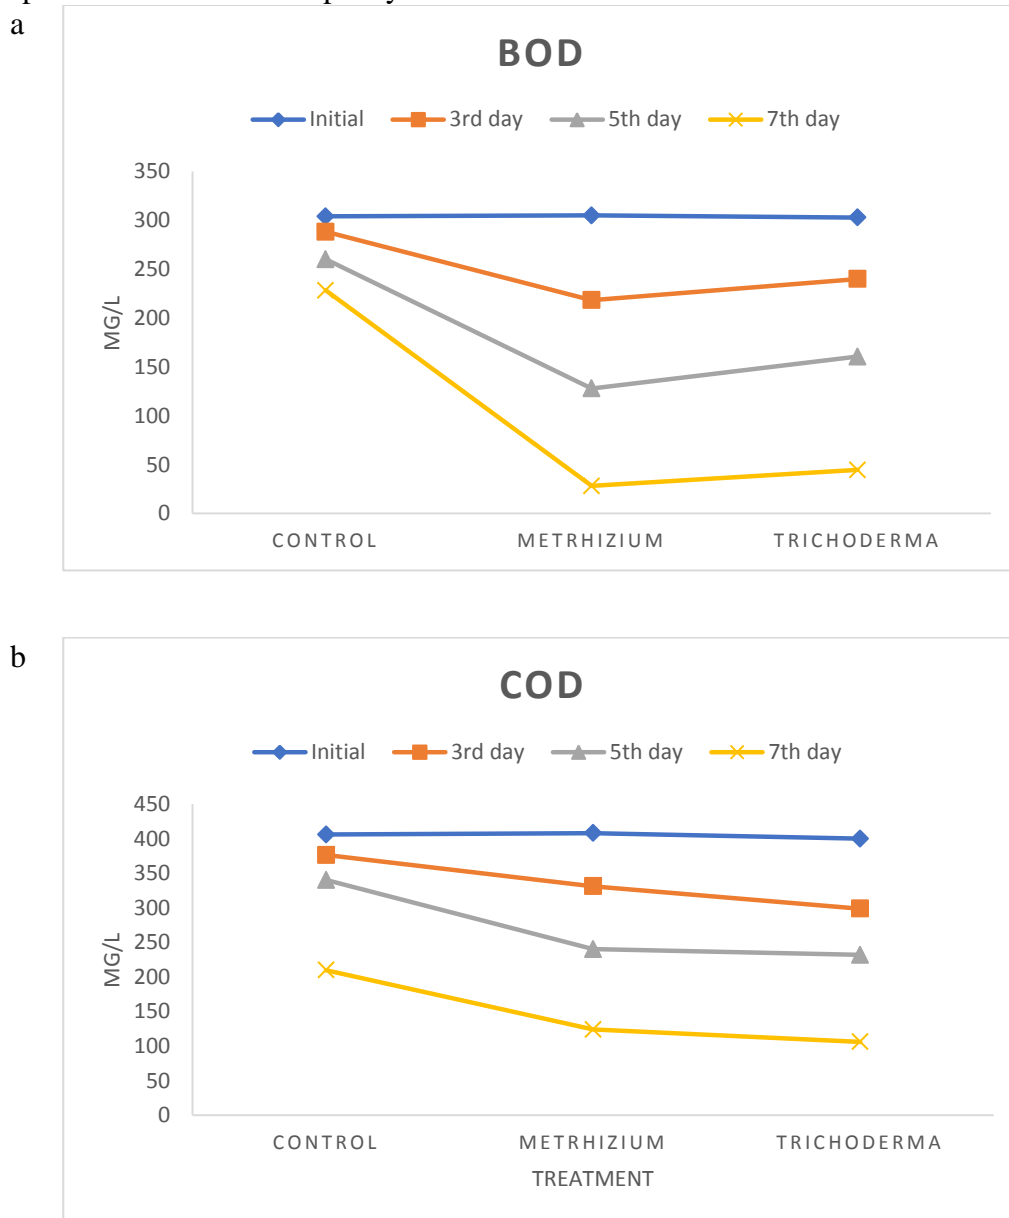 a
BOD
Initial 3rd day 5th day 7th day
350
300
250
200
150
100
50
0
MG/L
CONTROL METRHIZIUM TRICHODERMA
b
COD
Initial 3rd day 5th day 7th day
450
400
350
300
250
200
150
100
50
0
MG/L
CONTROL METRHIZIUM TRICHODERMA
TREATMENT